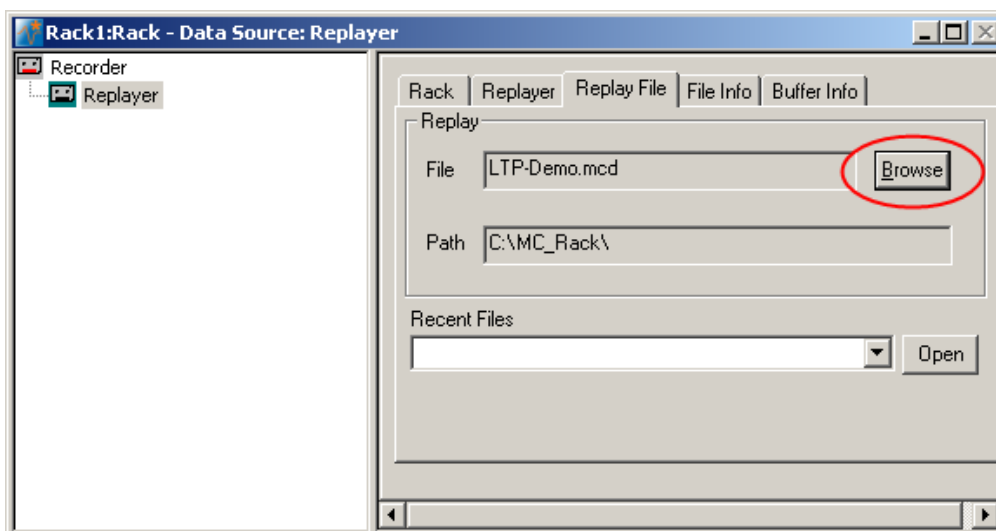 Rack1:Rack - Data Source: Replayer
Recorder
Replayer
Rack Replayer Replay File File Info Buffer Info
Replay
File LTP-Demo.mcd Browse
Path C:\MC_Rack\
Recent Files
Open